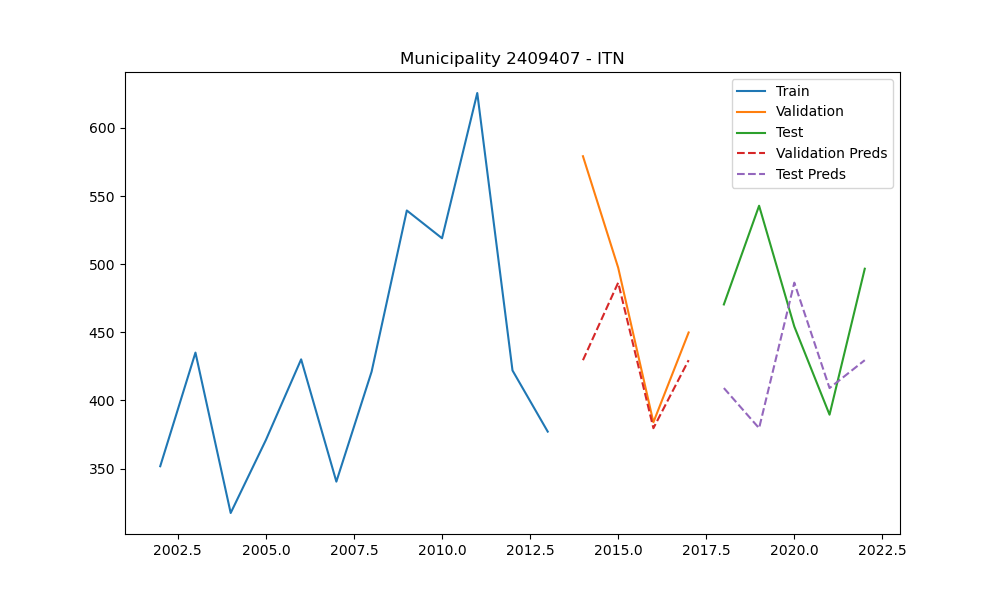 Municipality 2409407 - ITN
Train
Validation
Test
Validation Preds
Test Preds
600
550
500
450
400
350
2002.5 2005.0 2007.5 2010.0 2012.5 2015.0 2017.5 2020.0 2022.5